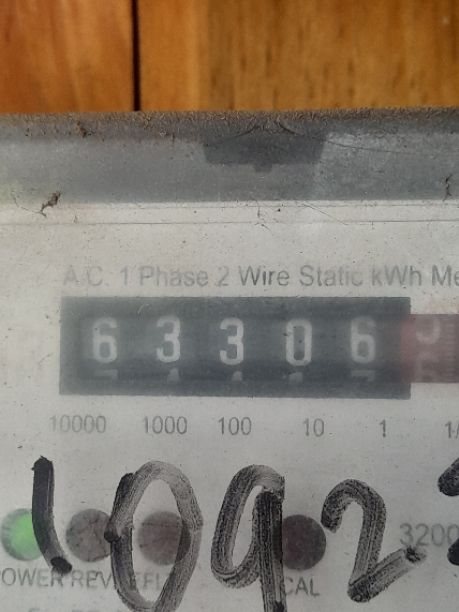 A.C. 1 Phase 2 Wire Static kWh Me
6 3 3 0 6
10000 1000 100 10 1 1/
1092
3200
POWER REV
CAL